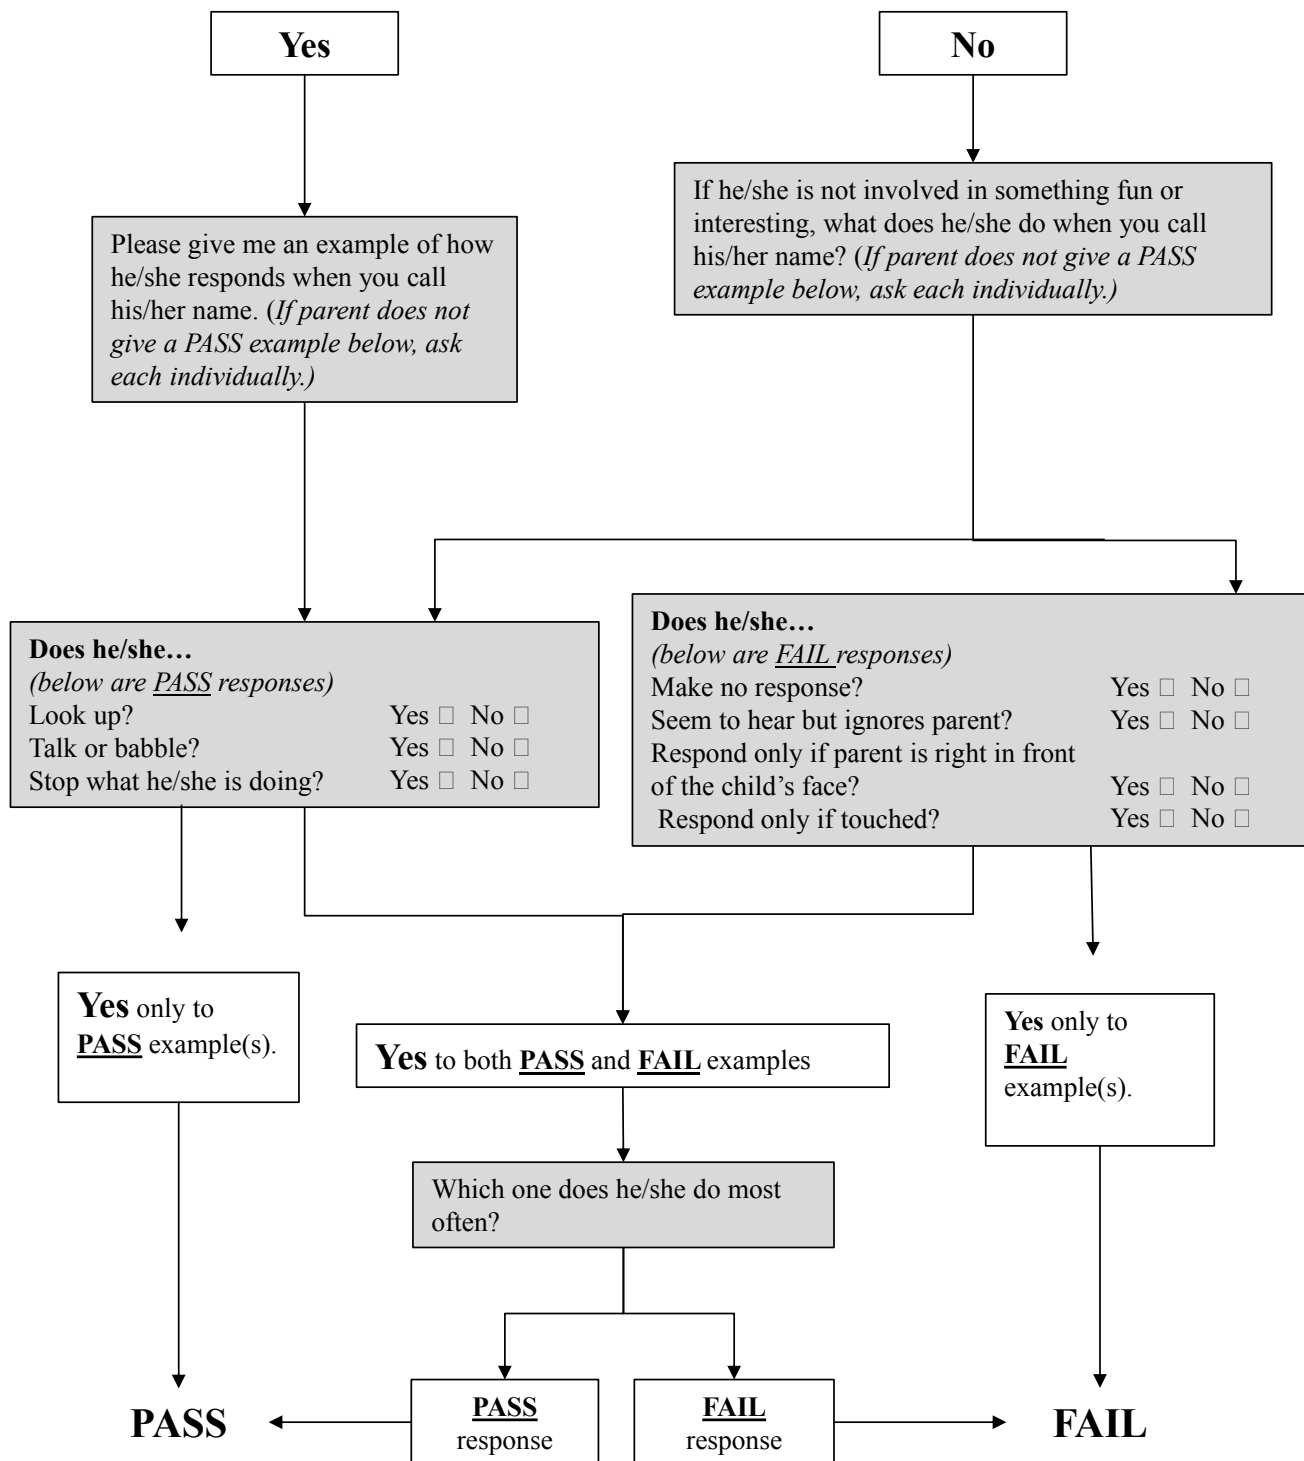 Yes
No
Please give me an example of how
he/she responds when you call
his/her name. (If parent does not
give a PASS example below, ask
each individually.)
If he/she is not involved in something fun or
interesting, what does he/she do when you call
his/her name? (If parent does not give a PASS
example below, ask each individually.)
Does he/she…
(below are PASS responses)
Look up? Yes □ No □
Talk or babble? Yes □ No □
Stop what he/she is doing? Yes □ No □
Does he/she…
(below are FAIL responses)
Make no response? Yes □ No □
Seem to hear but ignores parent? Yes □ No □
Respond only if parent is right in front
of the child’s face? Yes □ No □
Respond only if touched? Yes □ No □
Yes only to
PASS example(s).
Yes to both PASS and FAIL examples
Yes only to
FAIL
example(s).
Which one does he/she do most
often?
PASS
response
FAIL
response
PASS
FAIL